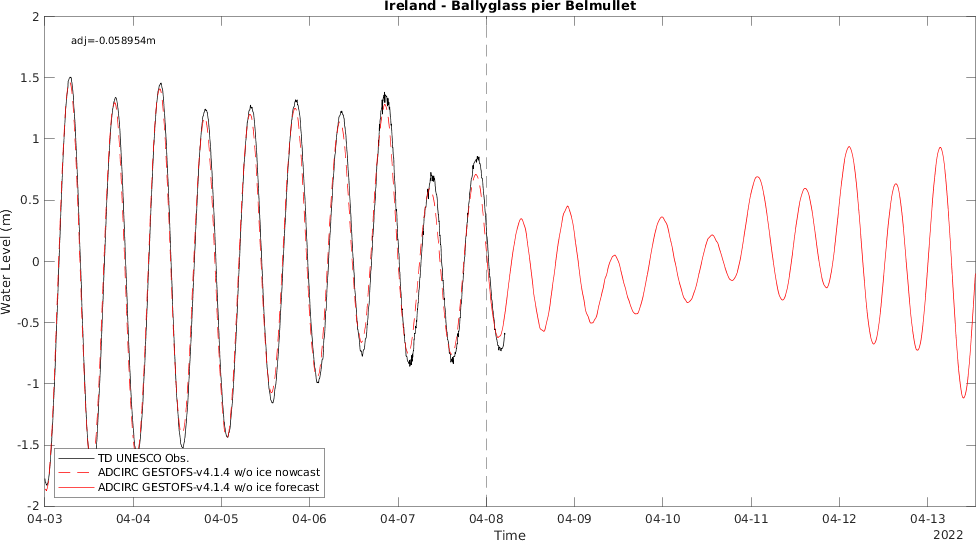 Ireland - Ballyglass pier Belmullet
adj=-0.058954m
Water Level (m)
2
1.5
1
0.5
0
-0.5
-1
-1.5
-2
TD UNESCO Obs.
ADCIRC GESTOFS-v4.1.4 w/o ice nowcast
ADCIRC GESTOFS-v4.1.4 w/o ice forecast
04-03 04-04 04-05 04-06 04-07 04-08 04-09 04-10 04-11 04-12 04-13
Time
2022